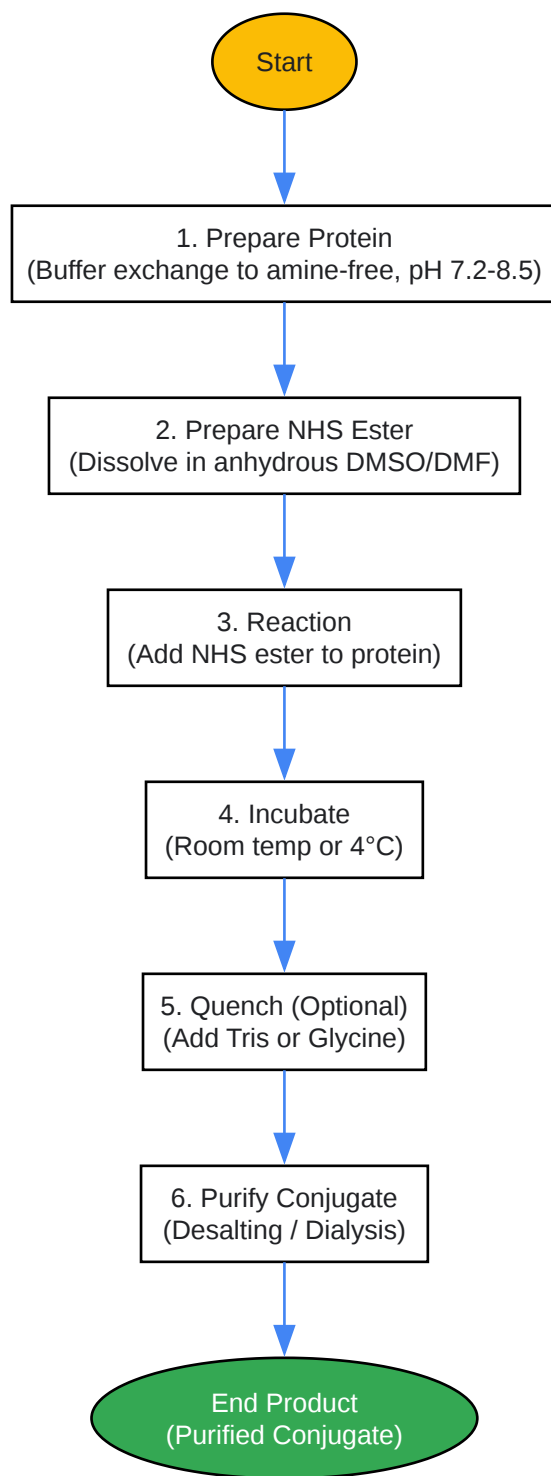 Start
1. Prepare Protein
(Buffer exchange to amine-free, pH 7.2-8.5)
2. Prepare NHS Ester
(Dissolve in anhydrous DMSO/DMF)
3. Reaction
(Add NHS ester to protein)
4. Incubate
(Room temp or 4°C)
5. Quench (Optional)
(Add Tris or Glycine)
6. Purify Conjugate
(Desalting / Dialysis)
End Product
(Purified Conjugate)